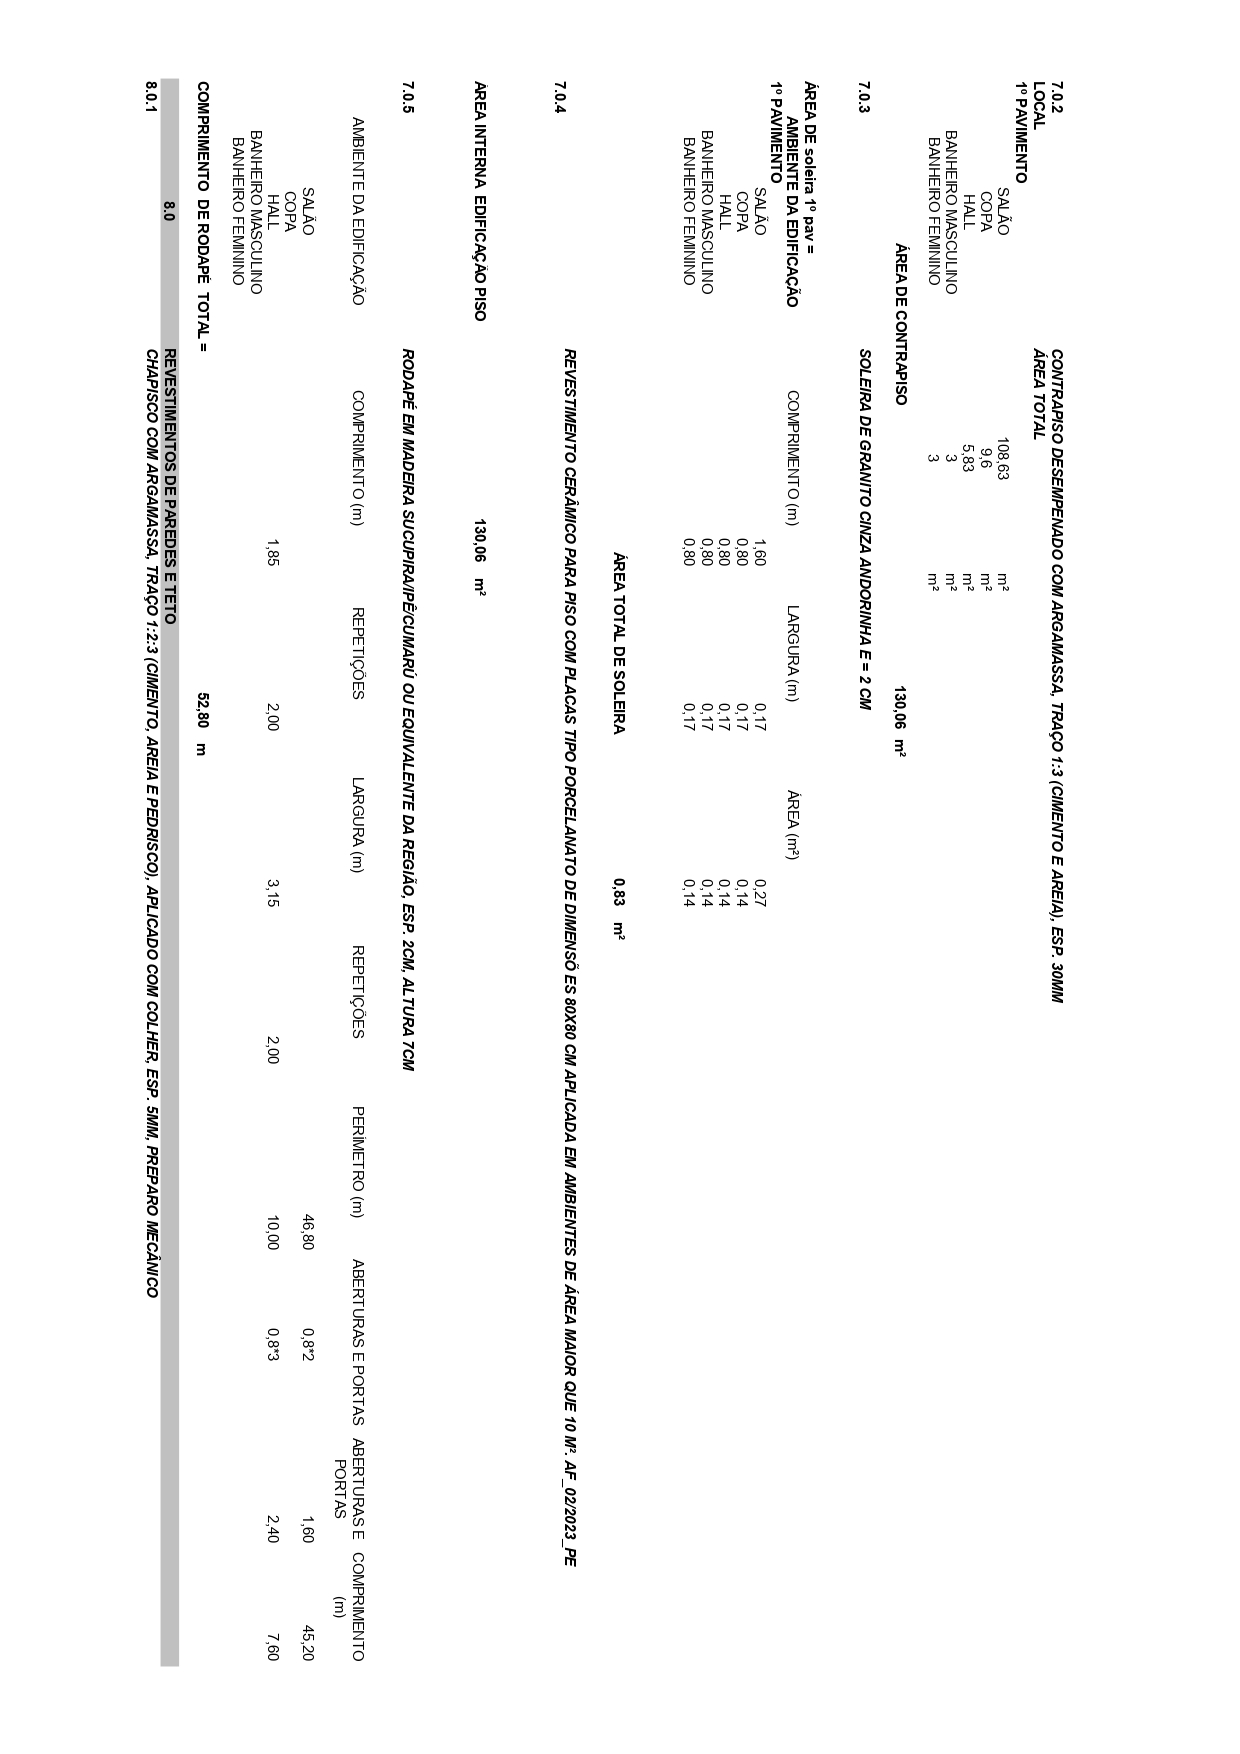 7.0.2 CONTRAPISO DESEMPENADO COM ARGAMASSA, TRAÇO 1:3 (CIMENTO E AREIA), ESP. 30MM
LOCAL ÁREA TOTAL
1º PAVIMENTO
SALÃO 108,63 m²
COPA 9,6 m²
HALL 5,83 m²
BANHEIRO MASCULINO 3 m²
BANHEIRO FEMININO 3 m²
ÁREA DE CONTRAPISO 130,06 m²
7.0.3 SOLEIRA DE GRANITO CINZA ANDORINHA E = 2 CM
ÁREA DE soleira 1º pav =
AMBIENTE DA EDIFICAÇÃO COMPRIMENTO (m) LARGURA (m) ÁREA (m²)
1º PAVIMENTO
SALÃO 1,60 0,17 0,27
COPA 0,80 0,17 0,14
HALL 0,80 0,17 0,14
BANHEIRO MASCULINO 0,80 0,17 0,14
BANHEIRO FEMININO 0,80 0,17 0,14
ÁREA TOTAL DE SOLEIRA 0,83 m²
7.0.4 REVESTIMENTO CERÂMICO PARA PISO COM PLACAS TIPO PORCELANATO DE DIMENSÕ ES 80X80 CM APLICADA EM AMBIENTES DE ÁREA MAIOR QUE 10 M². AF_02/2023_PE
ÁREA INTERNA EDIFICAÇÃO PISO 130,06 m²
7.0.5 RODAPÉ EM MADEIRA SUCUPIRA/IPÊ/CUMARÚ OU EQUIVALENTE DA REGIÃO, ESP. 2CM, ALTURA 7CM
AMBIENTE DA EDIFICAÇÃO COMPRIMENTO (m) REPETIÇÕES LARGURA (m) REPETIÇÕES PERÍMETRO (m) ABERTURAS E PORTAS ABERTURAS E COMPRIMENTO
PORTAS (m)
SALÃO 46,80 0,8*2 1,60 45,20
COPA
HALL 1,85 2,00 3,15 2,00 10,00 0,8*3 2,40 7,60
BANHEIRO MASCULINO
BANHEIRO FEMININO
COMPRIMENTO DE RODAPÉ TOTAL = 52,80 m
8.0 REVESTIMENTOS DE PAREDES E TETO
8.0.1 CHAPISCO COM ARGAMASSA, TRAÇO 1:2:3 (CIMENTO, AREIA E PEDRISCO), APLICADO COM COLHER, ESP. 5MM, PREPARO MECÂNICO